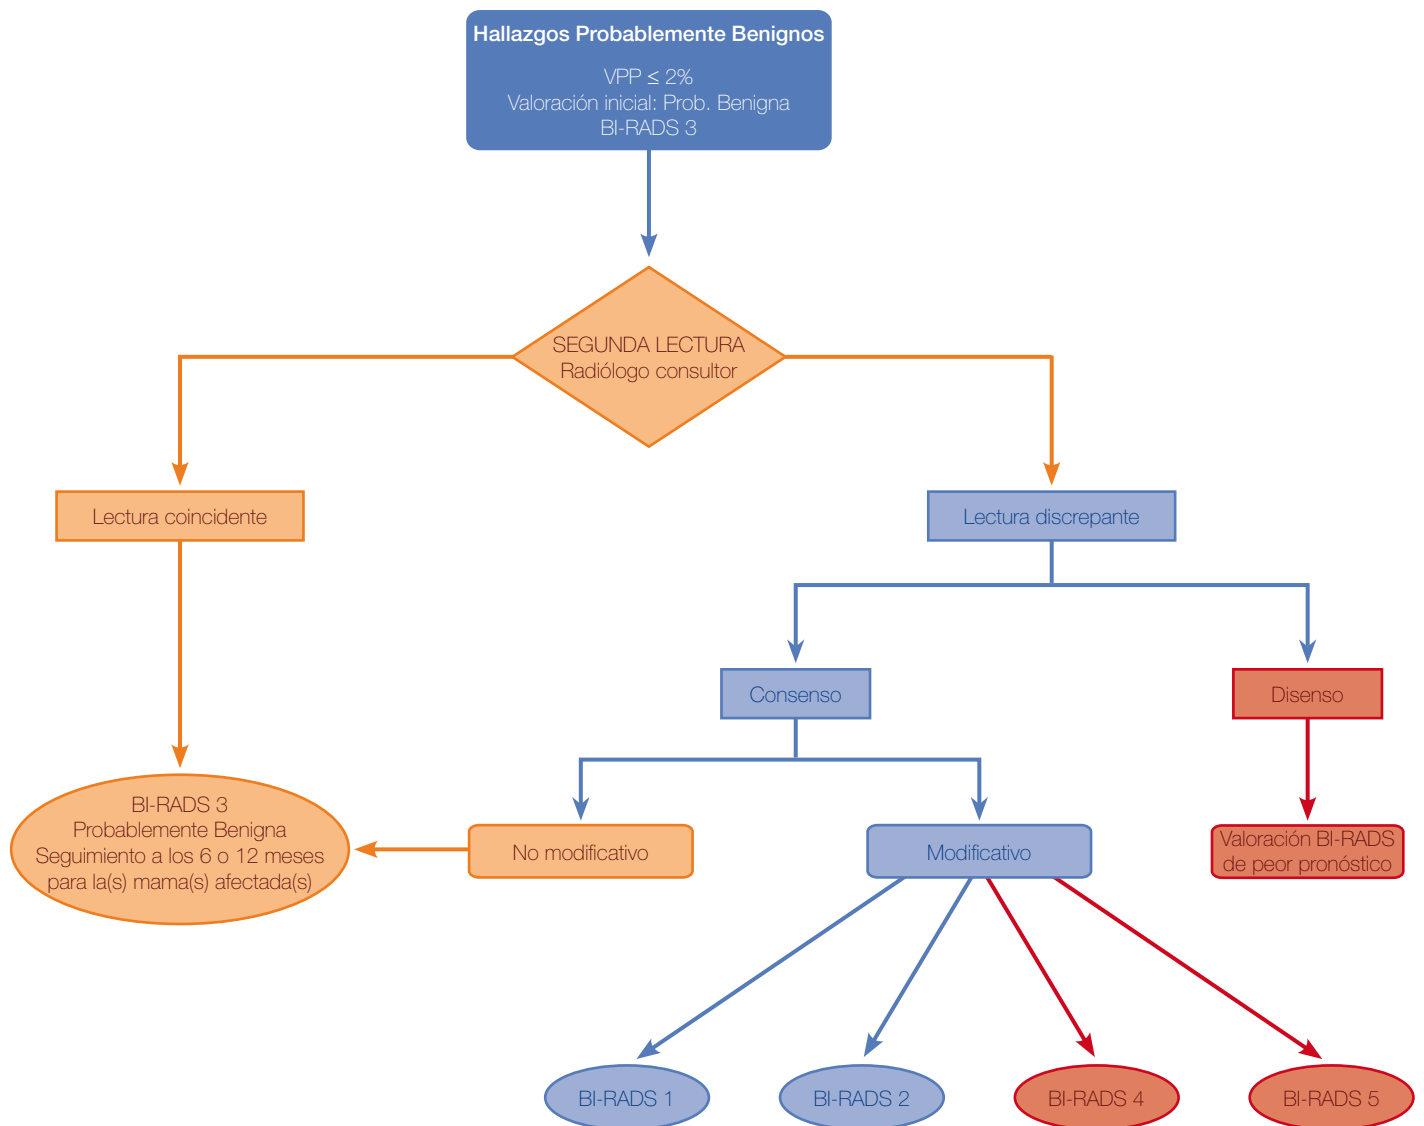 Hallazgos Probablemente Benignos
VPP ≤ 2%
Valoración inicial: Prob. Benigna
BI-RADS 3
SEGUNDA LECTURA
Radiólogo consultor
Lectura coincidente
Lectura discrepante
Consenso
Disenso
BI-RADS 3
Probablemente Benigna
Seguimiento a los 6 o 12 meses
para la(s) mama(s) afectada(s)
No modificativo
Modificativo
Valoración BI-RADS
de peor pronóstico
BI-RADS 1
BI-RADS 2
BI-RADS 4
BI-RADS 5